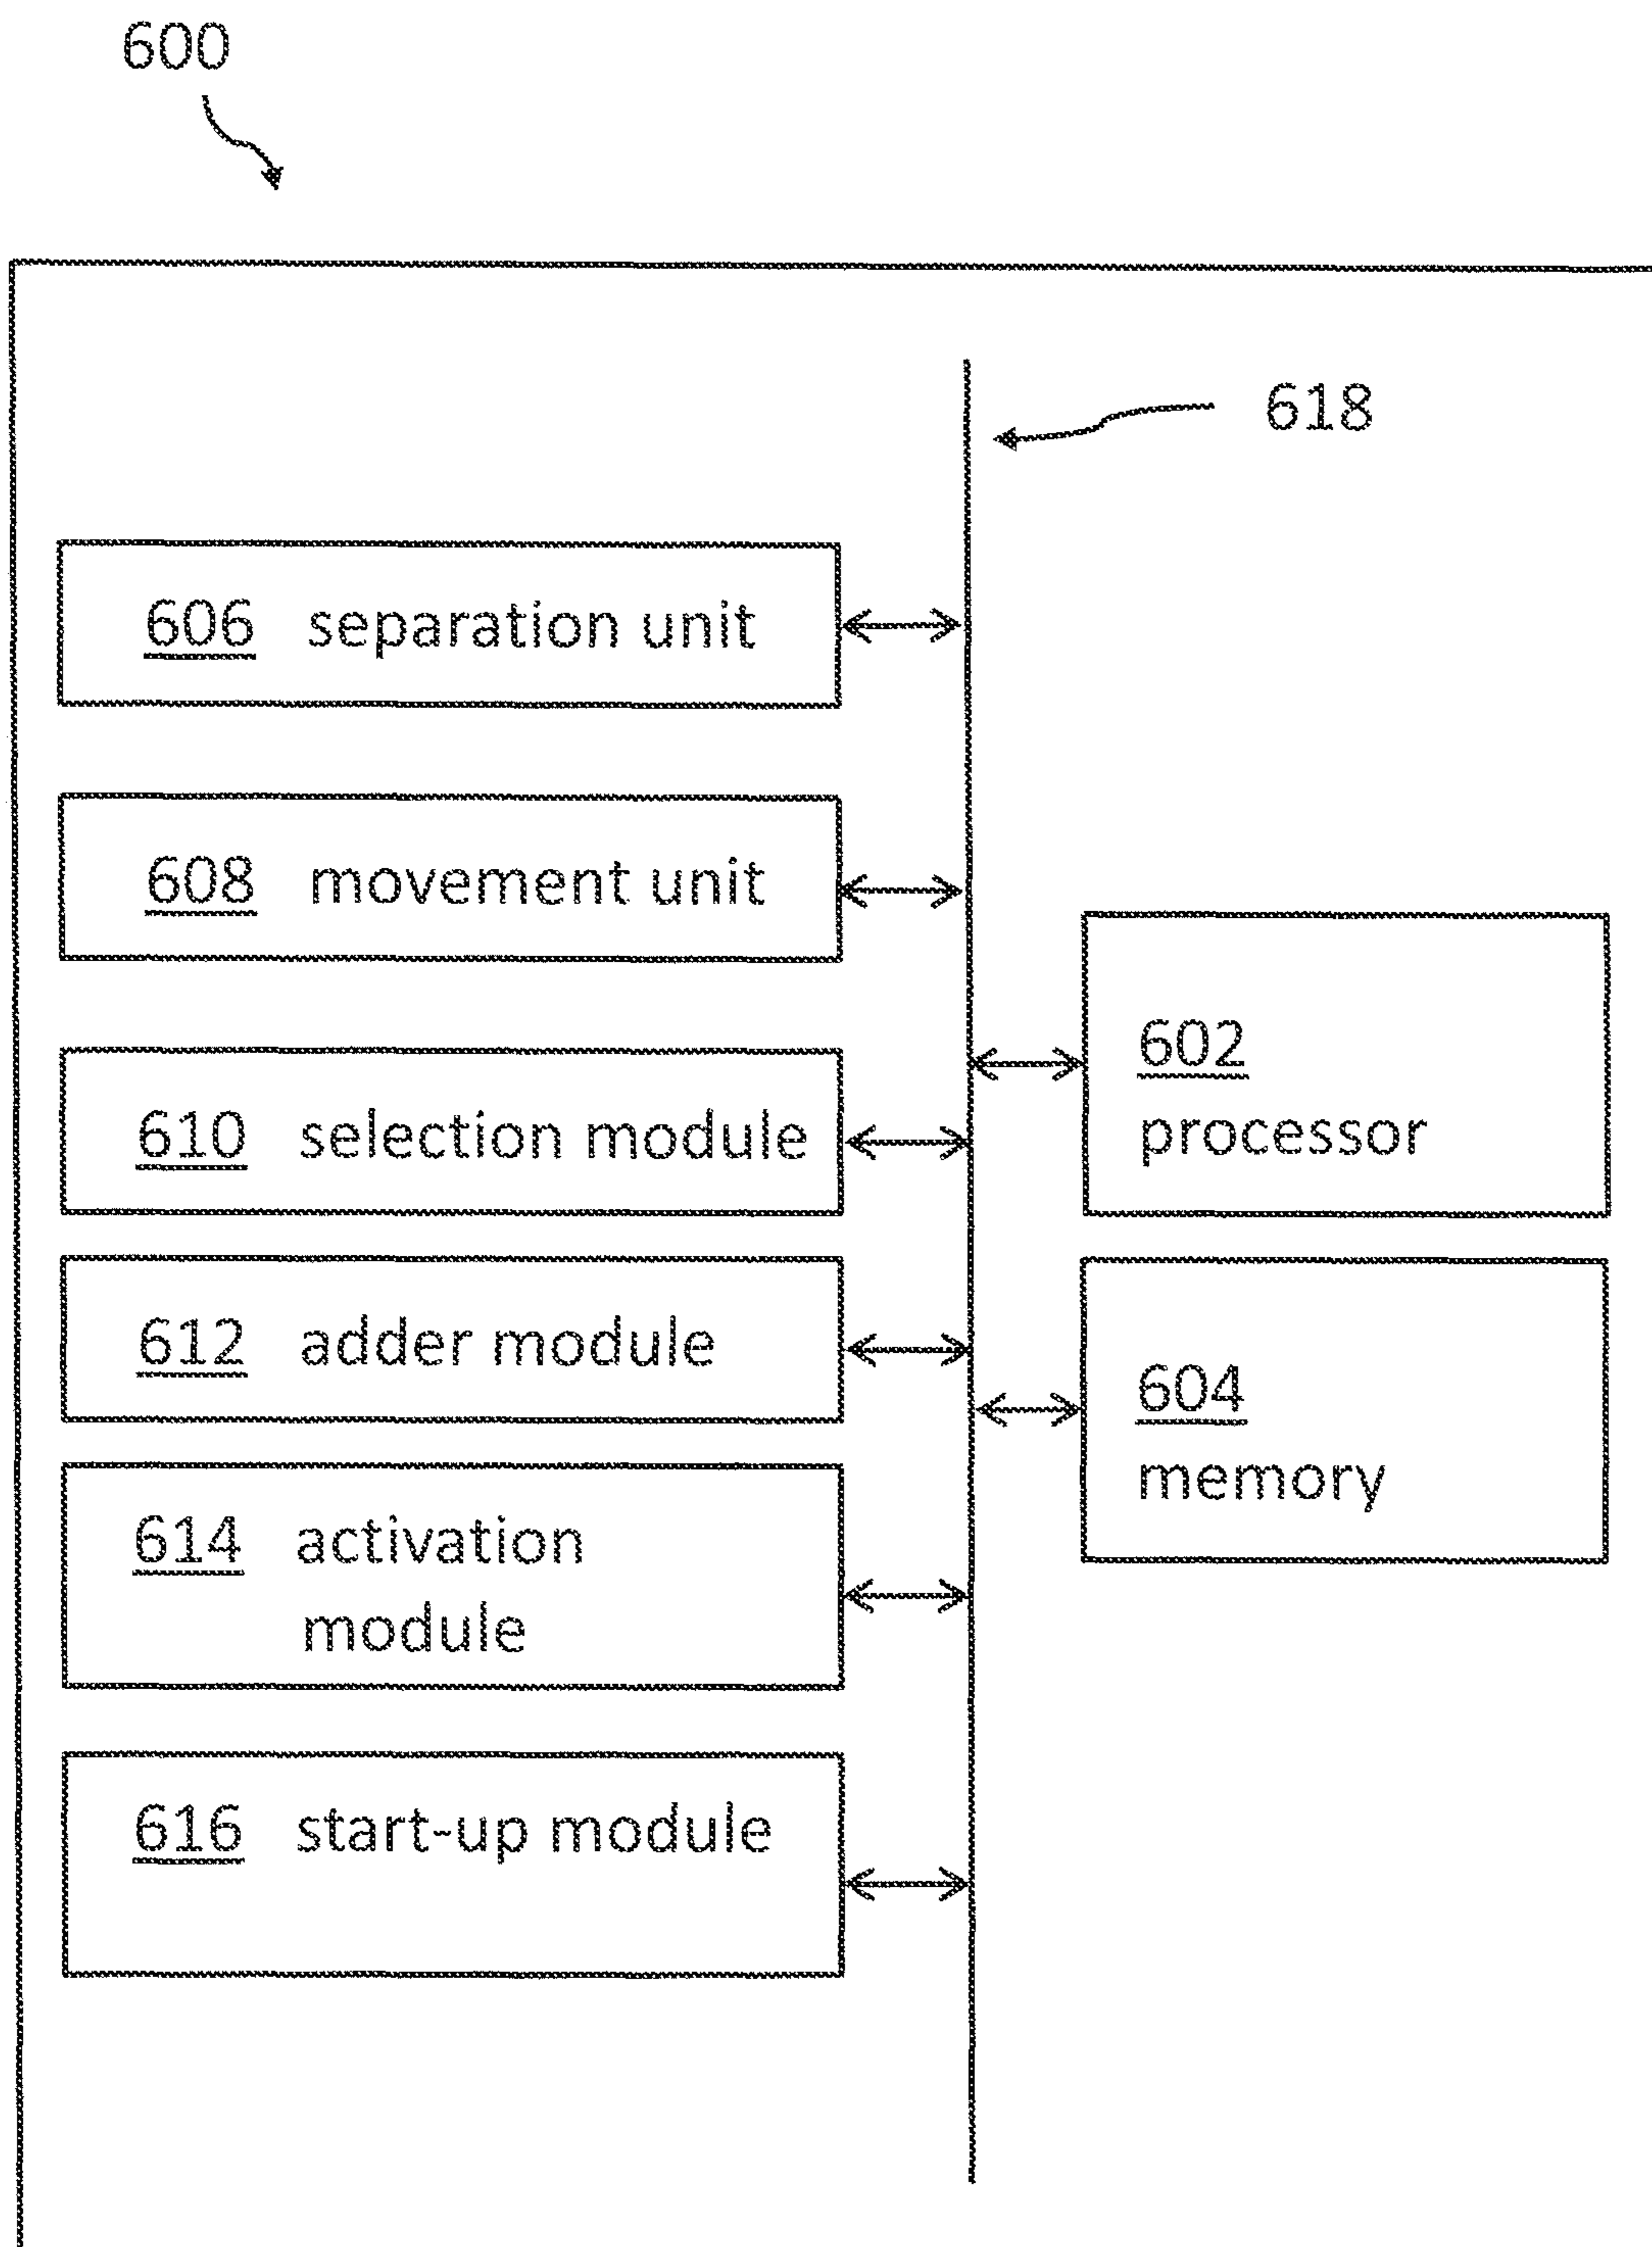 600
618
606 separation unit
608 movement unit
602
processor
610 selection module
612 adder module
604
memory
614 activation
module
616 start-up module